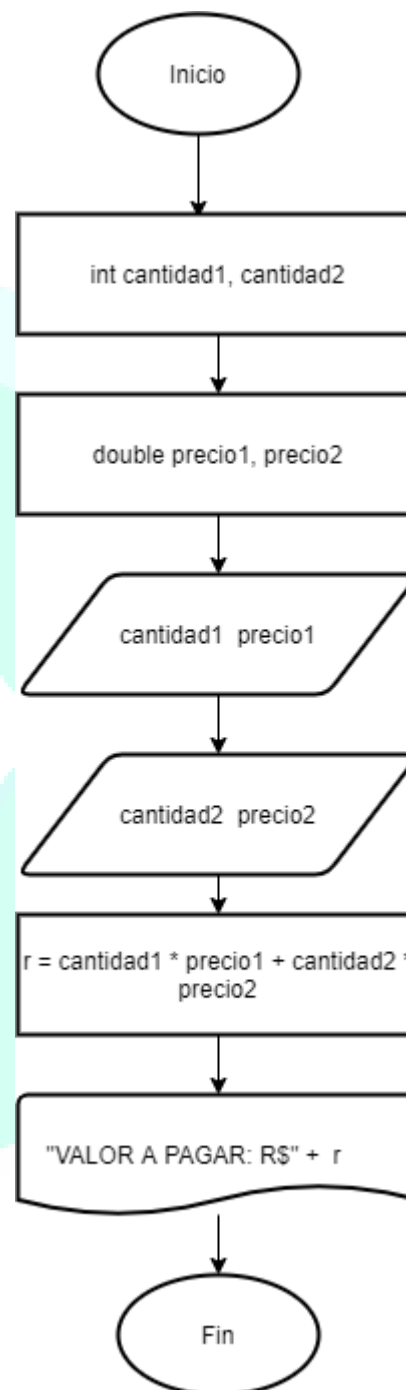 Inicio
int cantidad1, cantidad2
double precio1, precio2
cantidad1  precio1
cantidad2  precio2
r = cantidad1 * precio1 + cantidad2 *
precio2
"VALOR A PAGAR: R$" +  r
Fin